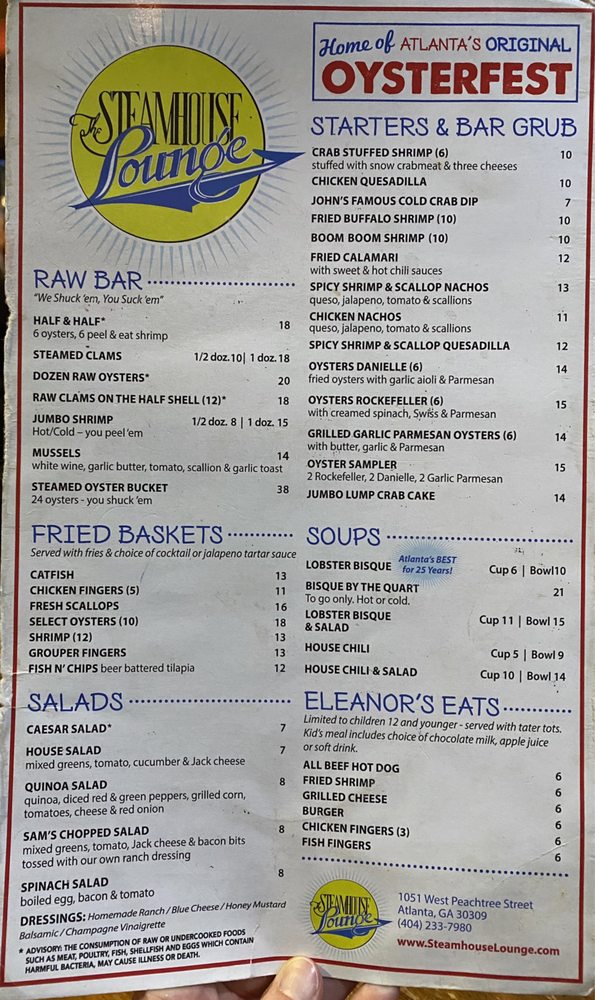 The
STEAMHOUSE
Lounge
Home of ATLANTA'S ORIGINAL
OYSTERFEST
RAW BAR
"We Shuck 'em, You Suck 'em"
HALF & HALF* 18
6 oysters, 6 peel & eat shrimp
STEAMED CLAMS 1/2 doz.10| 1 doz.18
DOZEN RAW OYSTERS* 20
RAW CLAMS ON THE HALF SHELL (12)* 18
JUMBO SHRIMP 1/2 doz. 8 | 1 doz. 15
Hot/Cold – you peel 'em
MUSSELS 14
white wine, garlic butter, tomato, scallion & garlic toast
STEAMED OYSTER BUCKET 38
24 oysters - you shuck 'em
STARTERS & BAR GRUB
CRAB STUFFED SHRIMP (6) 10
stuffed with snow crabmeat & three cheeses
CHICKEN QUESADILLA 10
JOHN'S FAMOUS COLD CRAB DIP 7
FRIED BUFFALO SHRIMP (10) 10
BOOM BOOM SHRIMP (10) 10
FRIED CALAMARI 12
with sweet & hot chili sauces
SPICY SHRIMP & SCALLOP NACHOS 13
queso, jalapeno, tomato & scallions
CHICKEN NACHOS 11
queso, jalapeno, tomato & scallions
SPICY SHRIMP & SCALLOP QUESADILLA 12
OYSTERS DANIELLE (6) 14
fried oysters with garlic aioli & Parmesan
OYSTERS ROCKEFELLER (6) 15
with creamed spinach, Swiss & Parmesan
GRILLED GARLIC PARMESAN OYSTERS (6) 14
with butter, garlic & Parmesan
OYSTER SAMPLER 15
2 Rockefeller, 2 Danielle, 2 Garlic Parmesan
JUMBO LUMP CRAB CAKE 14
FRIED BASKETS
Served with fries & choice of cocktail or jalapeno tartar sauce
CATFISH 13
CHICKEN FINGERS (5) 11
FRESH SCALLOPS 16
SELECT OYSTERS (10) 18
SHRIMP (12) 13
GROUPER FINGERS 13
FISH N' CHIPS beer battered tilapia 12
SOUPS
LOBSTER BISQUE Atlanta's BEST for 25 Years! Cup 6 | Bowl10
BISQUE BY THE QUART 21
To go only. Hot or cold.
LOBSTER BISQUE
& SALAD Cup 11 | Bowl 15
HOUSE CHILI Cup 5 | Bowl 9
HOUSE CHILI & SALAD Cup 10 | Bowl 14
SALADS
CAESAR SALAD* 7
HOUSE SALAD 7
mixed greens, tomato, cucumber & Jack cheese
QUINOA SALAD 8
quinoa, diced red & green peppers, grilled corn,
tomatoes, cheese & red onion
SAM'S CHOPPED SALAD 8
mixed greens, tomato, Jack cheese & bacon bits
tossed with our own ranch dressing
SPINACH SALAD 8
boiled egg, bacon & tomato
DRESSINGS: Homemade Ranch / Blue Cheese / Honey Mustard
Balsamic / Champagne Vinaigrette
* ADVISORY: THE CONSUMPTION OF RAW OR UNDERCOOKED FOODS
SUCH AS MEAT, POULTRY, FISH, SHELLFISH AND EGGS WHICH CONTAIN
HARMFUL BACTERIA, MAY CAUSE ILLNESS OR DEATH.
ELEANOR'S EATS
Limited to children 12 and younger - served with tater tots.
Kid's meal includes choice of chocolate milk, apple juice
or soft drink.
ALL BEEF HOT DOG 6
FRIED SHRIMP 6
GRILLED CHEESE 6
BURGER 6
CHICKEN FINGERS (3) 6
FISH FINGERS 6
The
STEAMHOUSE
Lounge
1051 West Peachtree Street
Atlanta, GA 30309
(404) 233-7980
www.SteamhouseLounge.com